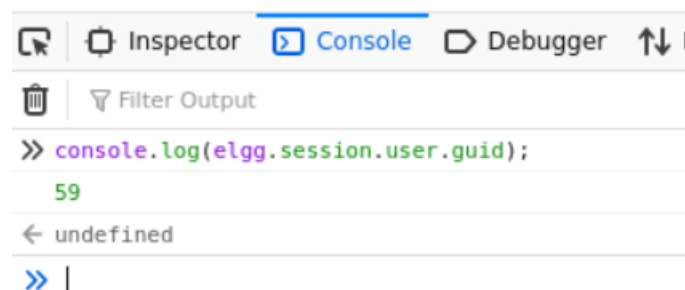 Inspector Console Debugger
Filter Output
>> console.log(elgg.session.user.guid);
59
← undefined
>>